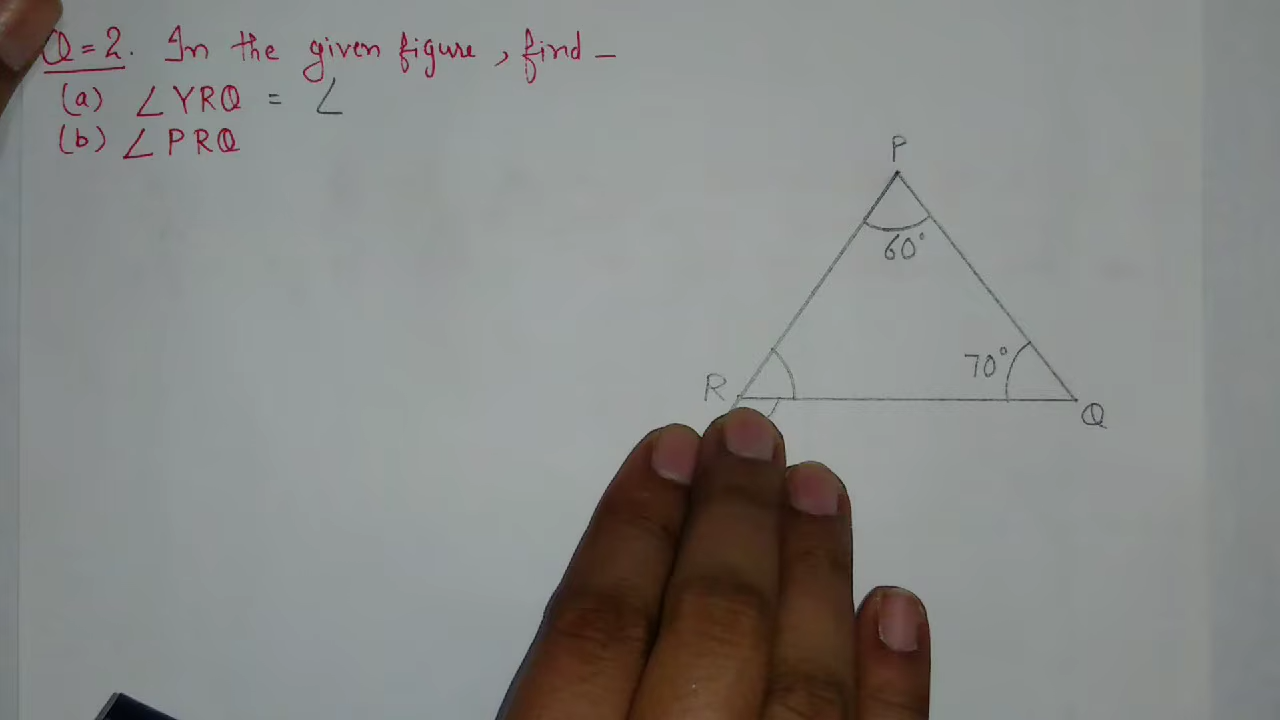 Q=2. In the given figure, find –
(a) ∠YRQ = ∠
(b) ∠PRQ
P
60°
70°
R
Q